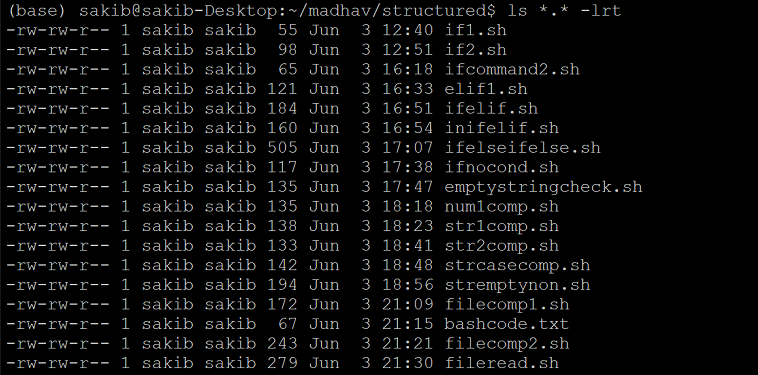 (base) sakib@sakib-Desktop:~/madhav/structured$ ls *.* -lrt
-rw-rw-r-- 1 sakib sakib  55 Jun  3 12:40 if1.sh
-rw-rw-r-- 1 sakib sakib  98 Jun  3 12:51 if2.sh
-rw-rw-r-- 1 sakib sakib  65 Jun  3 16:18 ifcommand2.sh
-rw-rw-r-- 1 sakib sakib 121 Jun  3 16:33 elif1.sh
-rw-rw-r-- 1 sakib sakib 184 Jun  3 16:51 ifelif.sh
-rw-rw-r-- 1 sakib sakib 160 Jun  3 16:54 inifelif.sh
-rw-rw-r-- 1 sakib sakib 505 Jun  3 17:07 ifelseifelse.sh
-rw-rw-r-- 1 sakib sakib 117 Jun  3 17:38 ifnocond.sh
-rw-rw-r-- 1 sakib sakib 135 Jun  3 17:47 emptystringcheck.sh
-rw-rw-r-- 1 sakib sakib 135 Jun  3 18:18 num1comp.sh
-rw-rw-r-- 1 sakib sakib 138 Jun  3 18:23 str1comp.sh
-rw-rw-r-- 1 sakib sakib 133 Jun  3 18:41 str2comp.sh
-rw-rw-r-- 1 sakib sakib 142 Jun  3 18:48 strcasecomp.sh
-rw-rw-r-- 1 sakib sakib 194 Jun  3 18:56 stremptynon.sh
-rw-rw-r-- 1 sakib sakib 172 Jun  3 21:09 filecomp1.sh
-rw-rw-r-- 1 sakib sakib  67 Jun  3 21:15 bashcode.txt
-rw-rw-r-- 1 sakib sakib 243 Jun  3 21:21 filecomp2.sh
-rw-rw-r-- 1 sakib sakib 279 Jun  3 21:30 fileread.sh